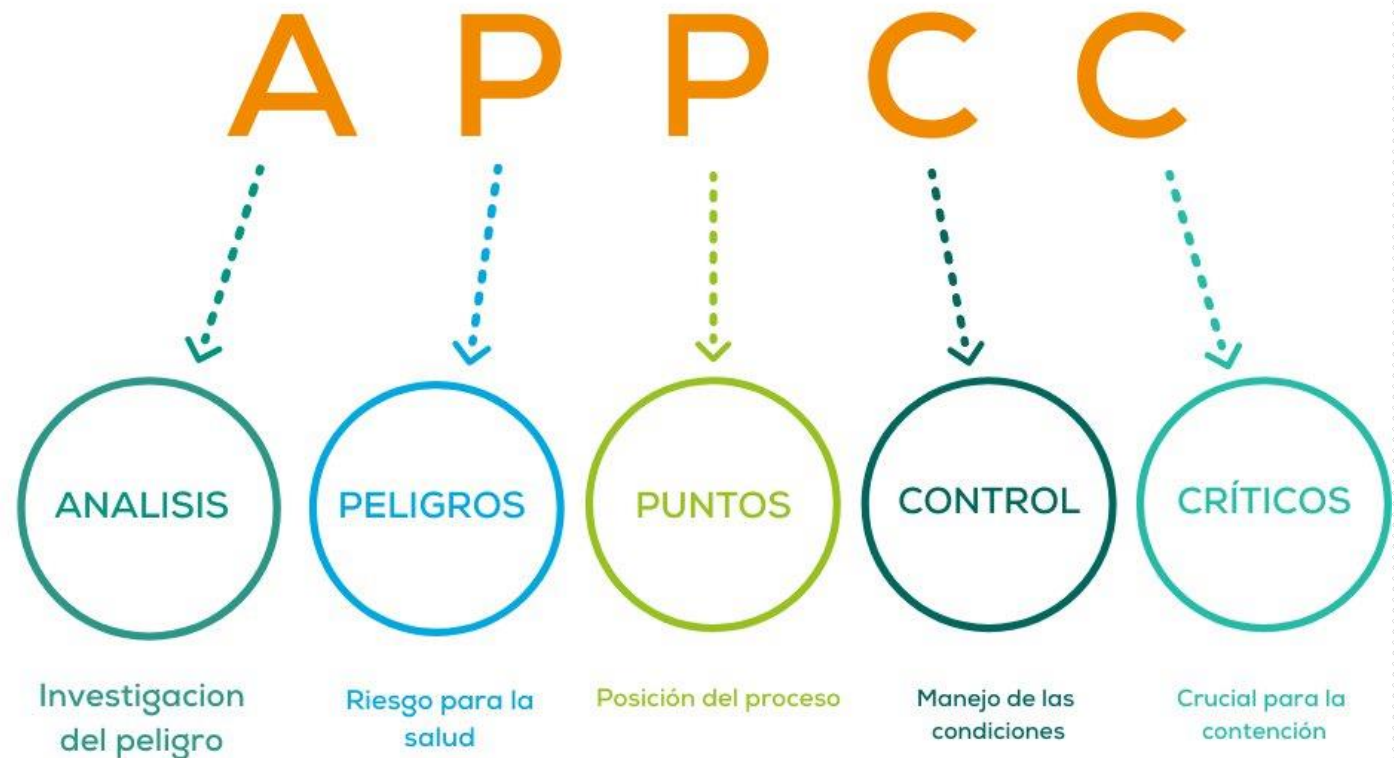 A P P C C
ANALISIS
PELIGROS
PUNTOS
CONTROL
CRÍTICOS
Investigacion
del peligro
Riesgo para la
salud
Posición del proceso
Manejo de las
condiciones
Crucial para la
contención